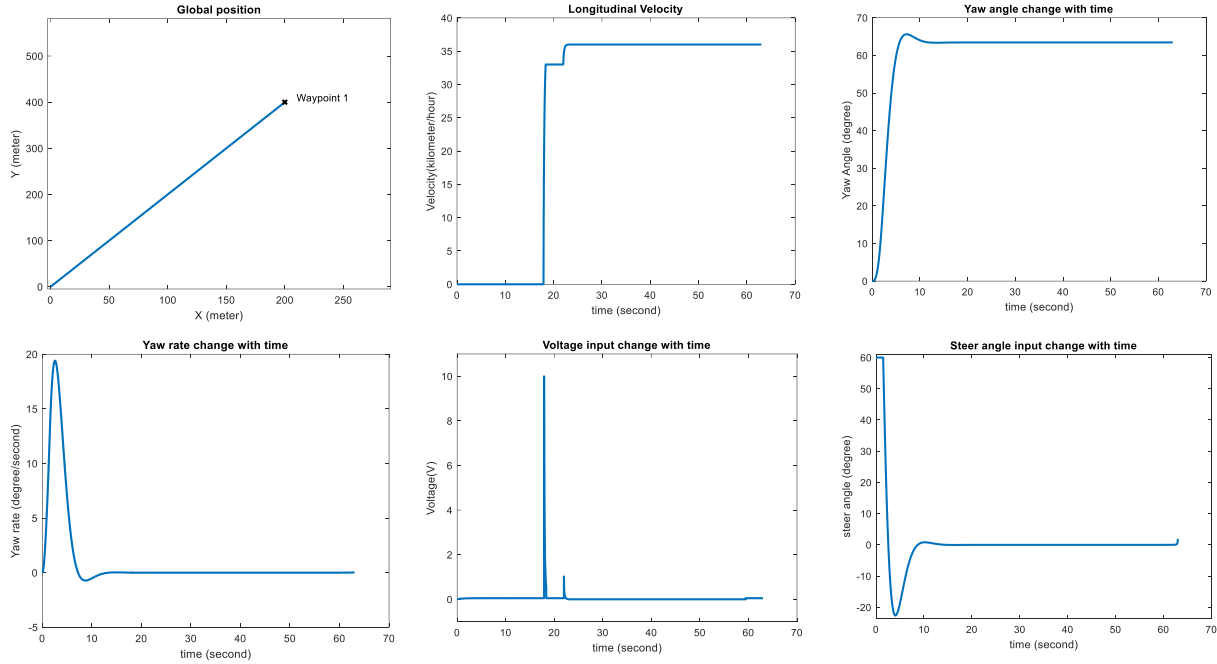 Global position
500
400
300
200
100
0
Y (meter)
Waypoint 1
0 50 100 150 200 250
X (meter)
Longitudinal Velocity
40
35
30
25
20
15
10
5
0
Velocity(kilometer/hour)
0 10 20 30 40 50 60 70
time (second)
Yaw angle change with time
70
60
50
40
30
20
10
0
Yaw Angle (degree)
0 10 20 30 40 50 60 70
time (second)
Yaw rate change with time
20
15
10
5
0
-5
Yaw rate (degree/second)
0 10 20 30 40 50 60 70
time (second)
Voltage input change with time
10
8
6
4
2
0
Voltage(V)
0 10 20 30 40 50 60 70
time (second)
Steer angle input change with time
60
50
40
30
20
10
0
-10
-20
steer angle (degree)
0 10 20 30 40 50 60 70
time (second)